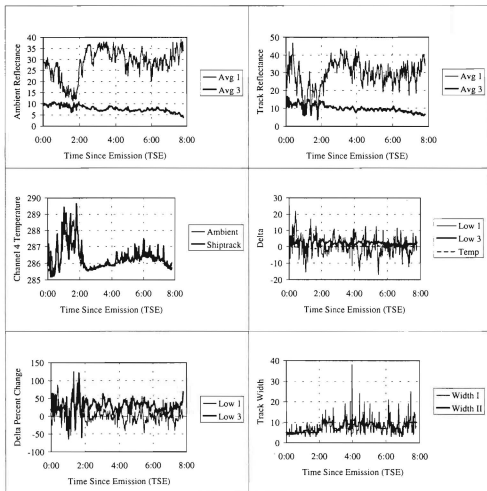 Ambient Reflectance
40
35
30
25
20
15
10
5
0
0:00 2:00 4:00 6:00 8:00
Time Since Emission (TSE)
Avg 1
Avg 3
Track Reflectance
50
40
30
20
10
0
0:00 2:00 4:00 6:00 8:00
Time Since Emission (TSE)
Avg 1
Avg 3
Channel 4 Temperature
290
289
288
287
286
285
0:00 2:00 4:00 6:00 8:00
Time Since Emission (TSE)
Ambient
Shiptrack
Delta
30
20
10
0
-10
-20
0:00 2:00 4:00 6:00 8:00
Time Since Emission (TSE)
Low 1
Low 3
Temp
Delta Percent Change
150
100
50
0
-50
-100
0:00 2:00 4:00 6:00 8:00
Time Since Emission (TSE)
Low 1
Low 3
Track Width
40
30
20
10
0
0:00 2:00 4:00 6:00 8:00
Time Since Emission (TSE)
Width I
Width II